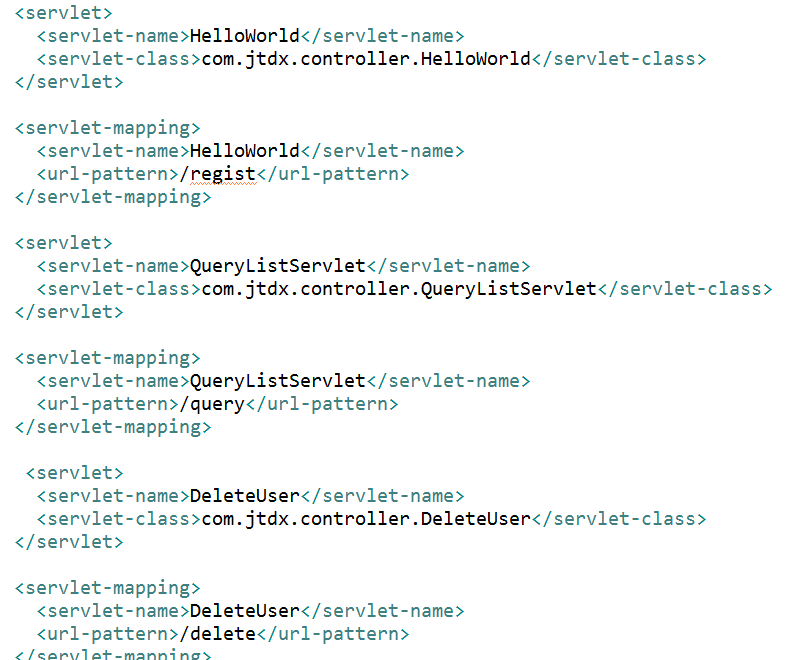 <servlet>
<servlet-name>HelloWorld</servlet-name>
<servlet-class>com.jtdx.controller.HelloWorld</servlet-class>
</servlet>
<servlet-mapping>
<servlet-name>HelloWorld</servlet-name>
<url-pattern>/regist</url-pattern>
</servlet-mapping>
<servlet>
<servlet-name>QueryListServlet</servlet-name>
<servlet-class>com.jtdx.controller.QueryListServlet</servlet-class>
</servlet>
<servlet-mapping>
<servlet-name>QueryListServlet</servlet-name>
<url-pattern>/query</url-pattern>
</servlet-mapping>
<servlet>
<servlet-name>DeleteUser</servlet-name>
<servlet-class>com.jtdx.controller.DeleteUser</servlet-class>
</servlet>
<servlet-mapping>
<servlet-name>DeleteUser</servlet-name>
<url-pattern>/delete</url-pattern>
</servlet-mapping>